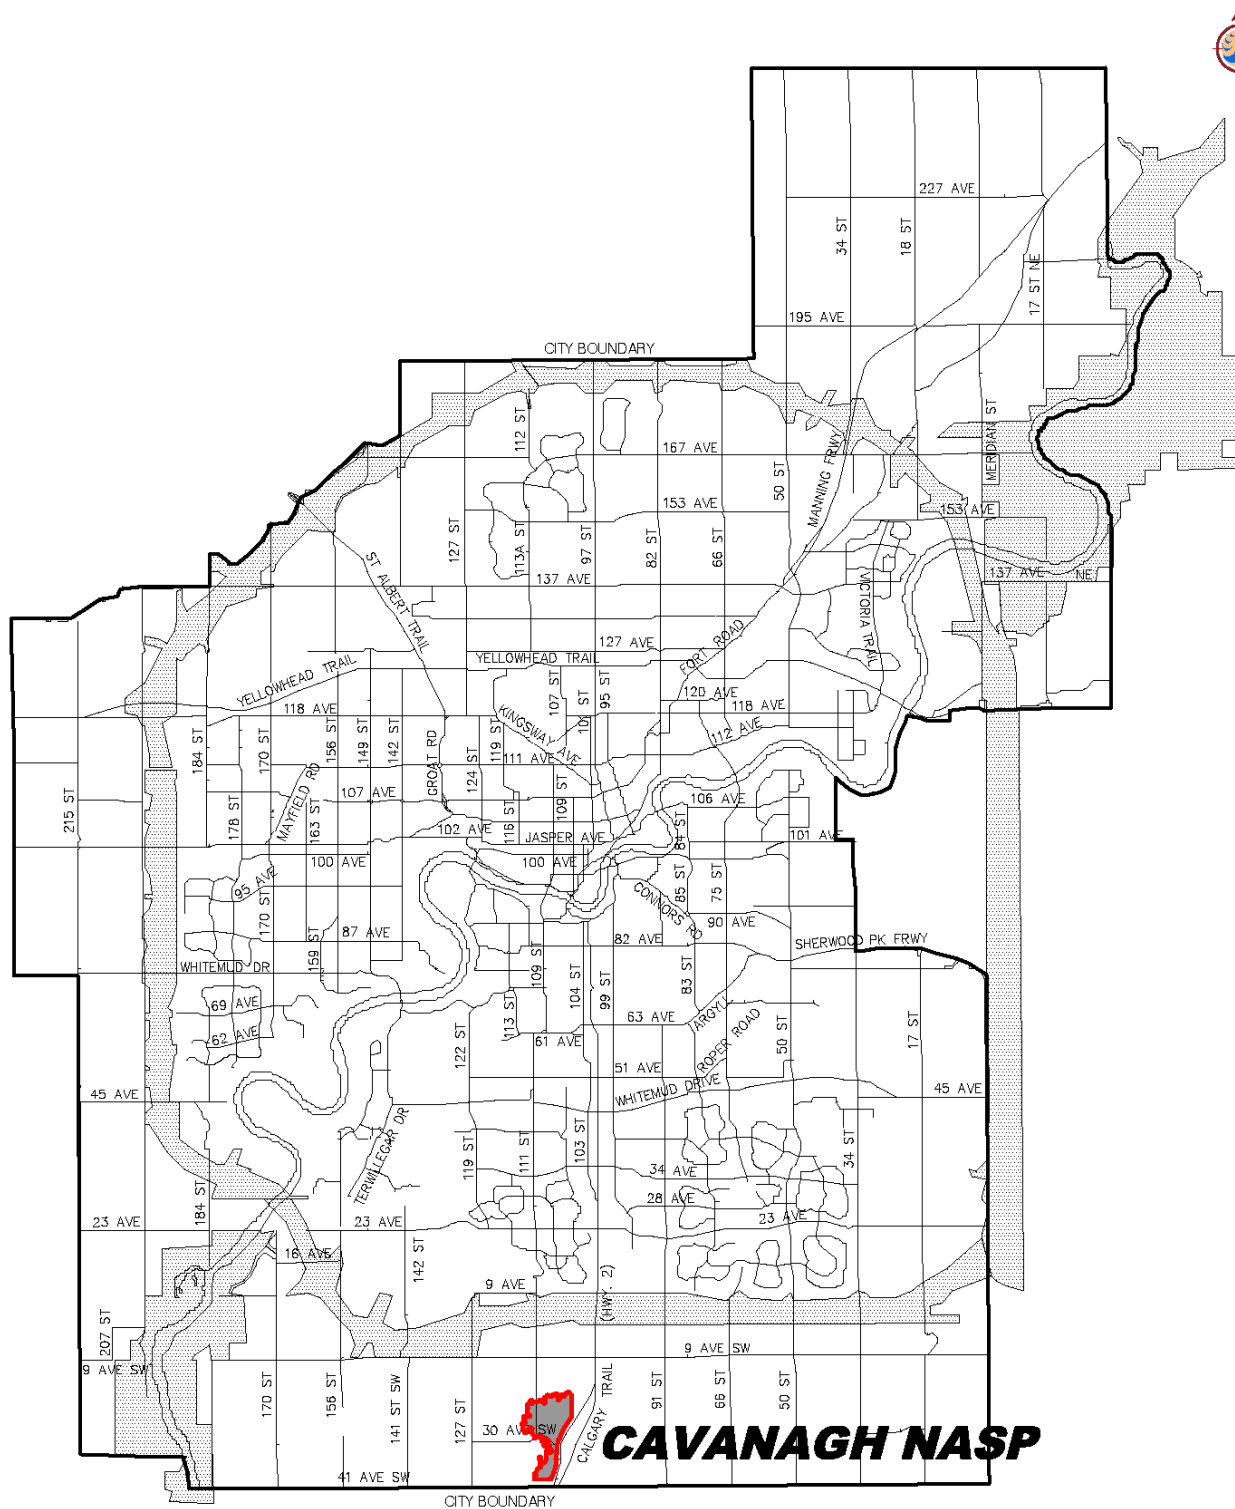 227 AVE
34 ST
18 ST
17 ST NE
195 AVE
CITY BOUNDARY
112 ST
167 AVE
MERIDIAN ST
MANNING FRWY
50 ST
153 AVE
153 AVE
127 ST
113A ST
97 ST
82 ST
66 ST
ST ALBERT TRAIL
137 AVE
137 AVE NE
VICTORIA TRAIL
127 AVE
FORT ROAD
YELLOWHEAD TRAIL
YELLOWHEAD TRAIL
107 ST
101 ST
95 ST
120 AVE
118 AVE
118 AVE
KINGSWAY AVE
112 AVE
184 ST
170 ST
156 ST
149 ST
142 ST
GROAT RD
119 ST
124 ST
111 AVE
215 ST
178 ST
MAYFIELD RD
163 ST
107 AVE
109 ST
106 AVE
102 AVE
116 ST
JASPER AVE
84 ST
101 AVE
100 AVE
100 AVE
95 AVE
170 ST
85 ST
75 ST
CONNORS RD
90 AVE
87 AVE
159 ST
82 AVE
SHERWOOD PK FRWY
WHITEMUD DR
109 ST
104 ST
99 ST
83 ST
69 AVE
62 AVE
113 ST
63 AVE
ARGYLL
61 AVE
122 ST
ROPER ROAD
50 ST
17 ST
51 AVE
WHITEMUD DRIVE
45 AVE
45 AVE
TERWILLEGAR DR
119 ST
111 ST
103 ST
34 ST
34 AVE
184 ST
28 AVE
23 AVE
23 AVE
23 AVE
16 AVE
142 ST
9 AVE
(HWY. 2)
207 ST
9 AVE SW
9 AVE SW
170 ST
156 ST
141 ST SW
127 ST
30 AVE SW
CALGARY TRAIL
91 ST
66 ST
50 ST
CAVANAGH NASP
41 AVE SW
CITY BOUNDARY